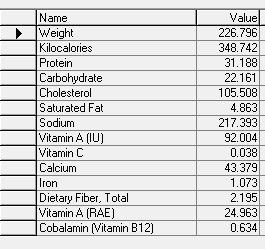 Name Value
Weight 226.796
Kilocalories 348.742
Protein 31.188
Carbohydrate 22.161
Cholesterol 105.508
Saturated Fat 4.863
Sodium 217.393
Vitamin A (IU) 92.004
Vitamin C 0.038
Calcium 43.379
Iron 1.073
Dietary Fiber, Total 2.195
Vitamin A (RAE) 24.963
Cobalamin (Vitamin B12) 0.634